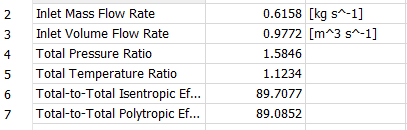 2 Inlet Mass Flow Rate 0.6158 [kg s^-1]
3 Inlet Volume Flow Rate 0.9772 [m^3 s^-1]
4 Total Pressure Ratio 1.5846
5 Total Temperature Ratio 1.1234
6 Total-to-Total Isentropic Ef... 89.7077
7 Total-to-Total Polytropic Ef... 89.0852